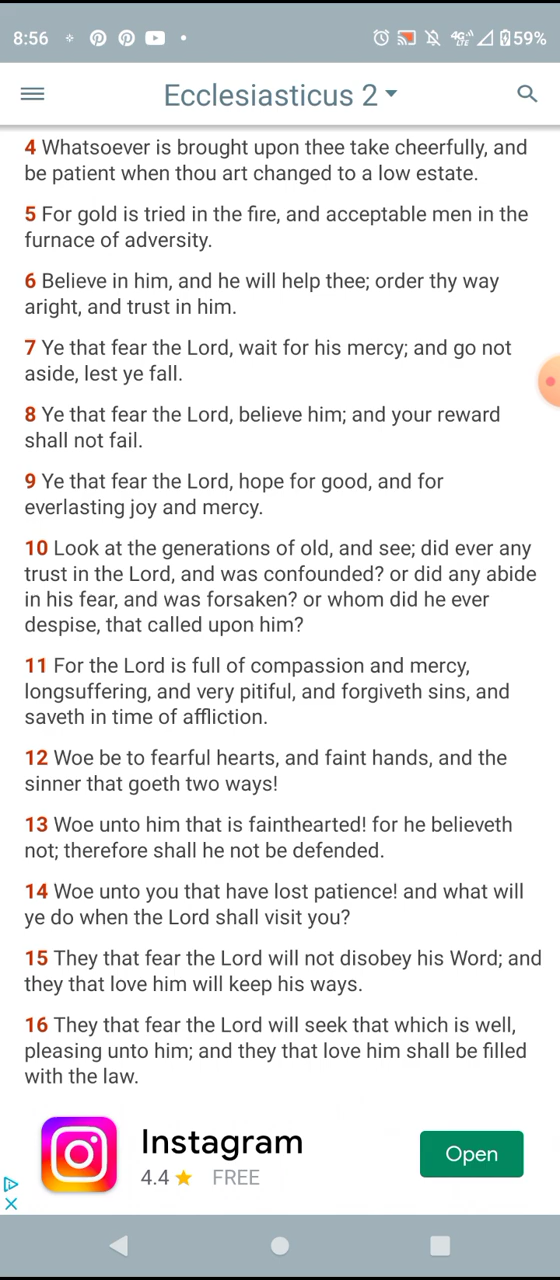 8:56
4G LTE 59%
Ecclesiasticus 2
4 Whatsoever is brought upon thee take cheerfully, and
be patient when thou art changed to a low estate.
5 For gold is tried in the fire, and acceptable men in the
furnace of adversity.
6 Believe in him, and he will help thee; order thy way
aright, and trust in him.
7 Ye that fear the Lord, wait for his mercy; and go not
aside, lest ye fall.
8 Ye that fear the Lord, believe him; and your reward
shall not fail.
9 Ye that fear the Lord, hope for good, and for
everlasting joy and mercy.
10 Look at the generations of old, and see; did ever any
trust in the Lord, and was confounded? or did any abide
in his fear, and was forsaken? or whom did he ever
despise, that called upon him?
11 For the Lord is full of compassion and mercy,
longsuffering, and very pitiful, and forgiveth sins, and
saveth in time of affliction.
12 Woe be to fearful hearts, and faint hands, and the
sinner that goeth two ways!
13 Woe unto him that is fainthearted! for he believeth
not; therefore shall he not be defended.
14 Woe unto you that have lost patience! and what will
ye do when the Lord shall visit you?
15 They that fear the Lord will not disobey his Word; and
they that love him will keep his ways.
16 They that fear the Lord will seek that which is well,
pleasing unto him; and they that love him shall be filled
with the law.
Instagram
4.4 ★ FREE
Open